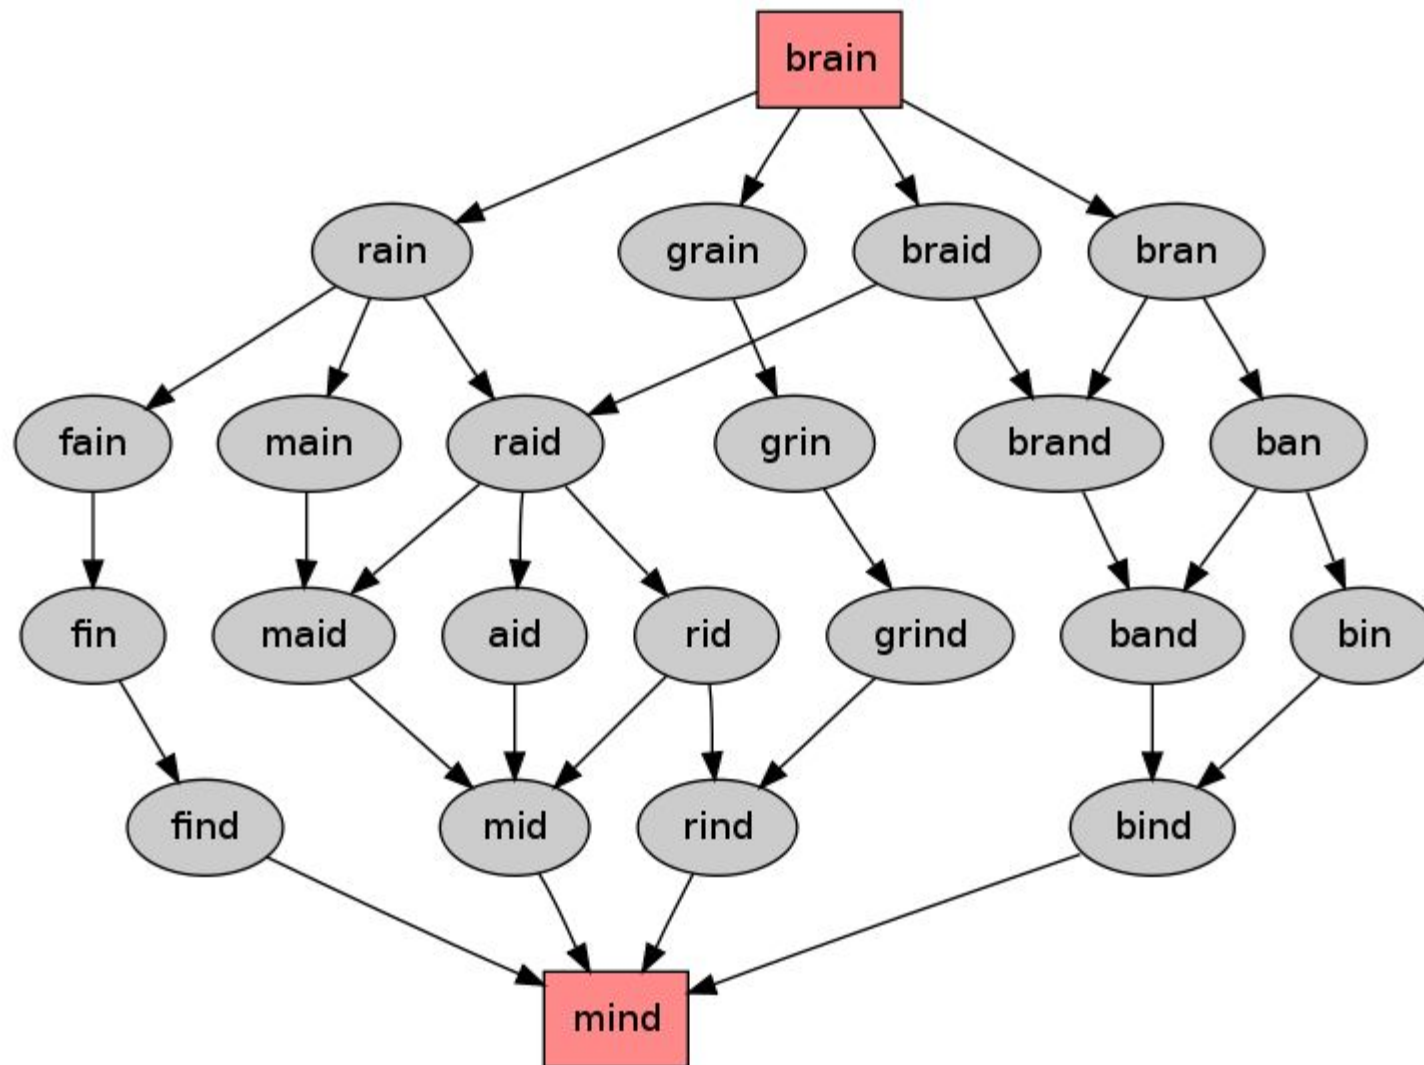 brain
rain grain braid bran
fain main raid grin brand ban
fin maid aid rid grind band bin
find mid rind bind
mind